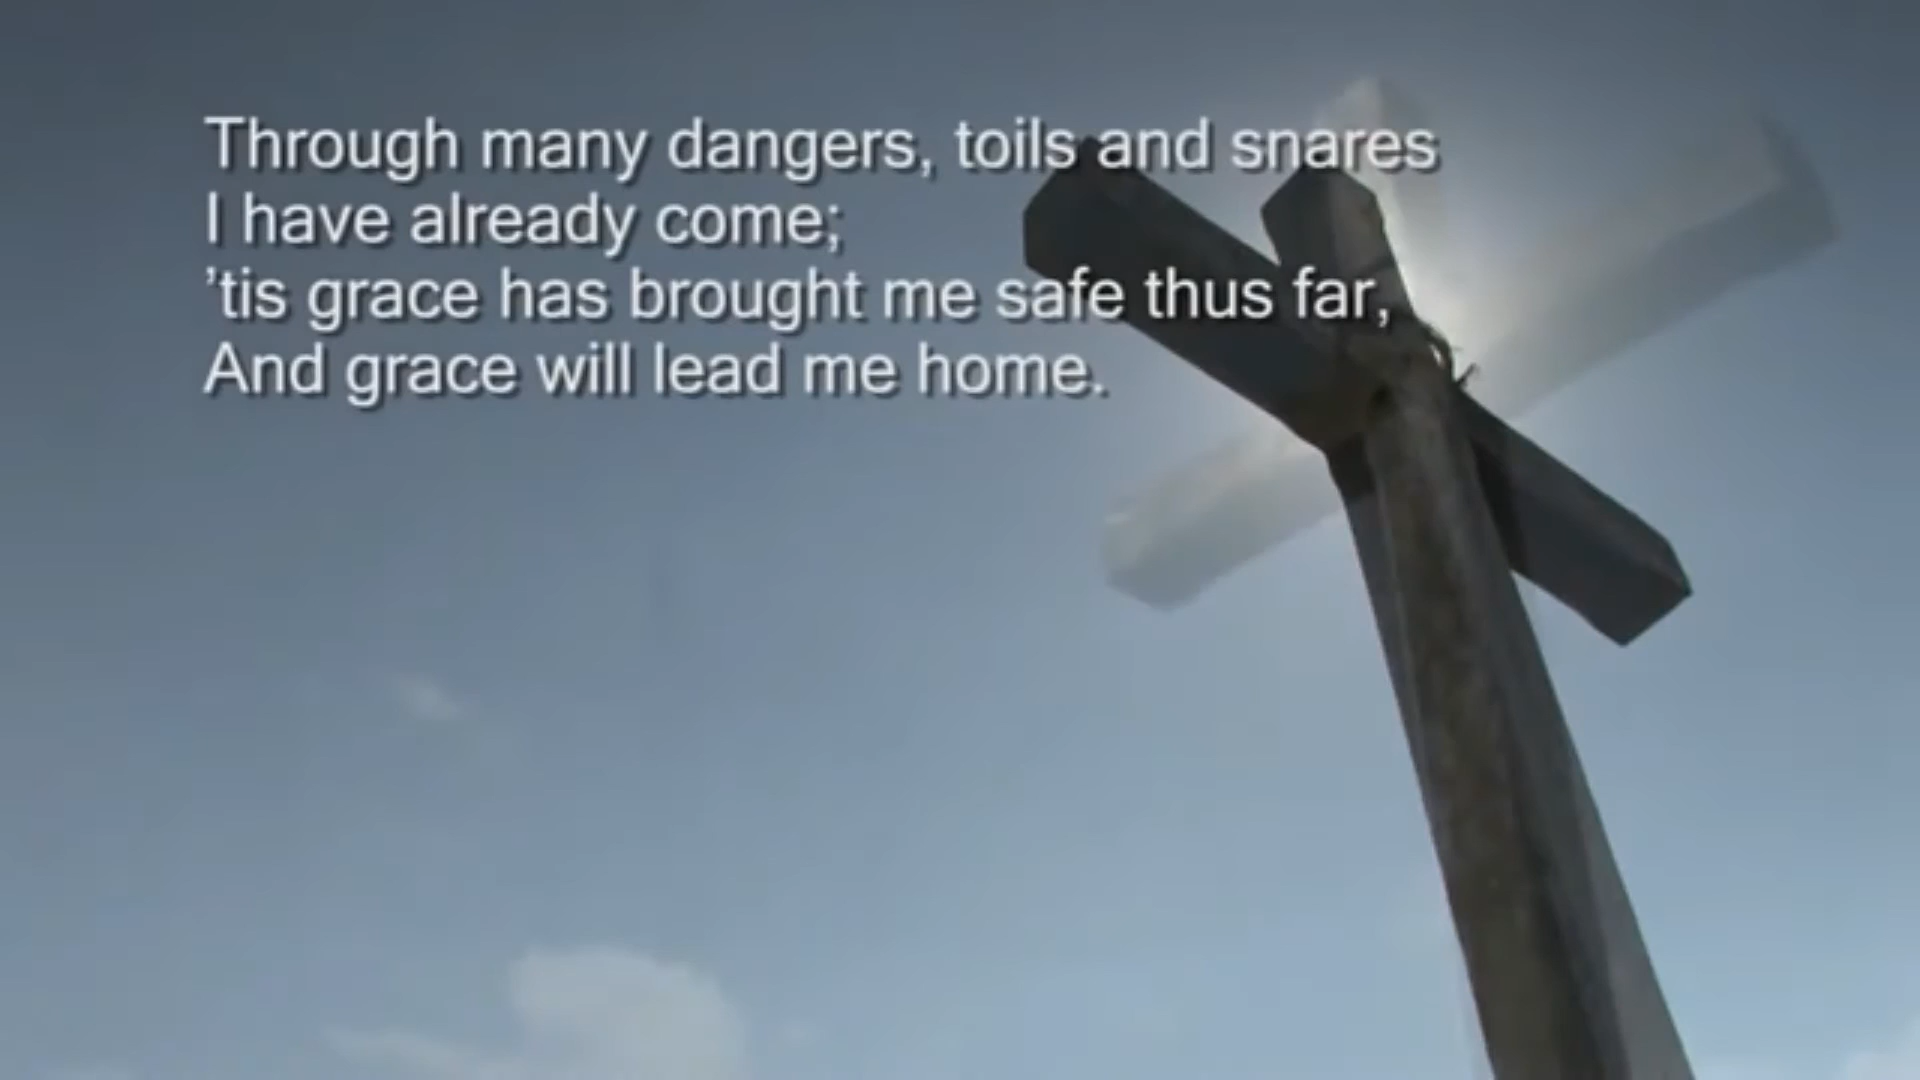 Through many dangers, toils and snares
I have already come;
’tis grace has brought me safe thus far,
And grace will lead me home.